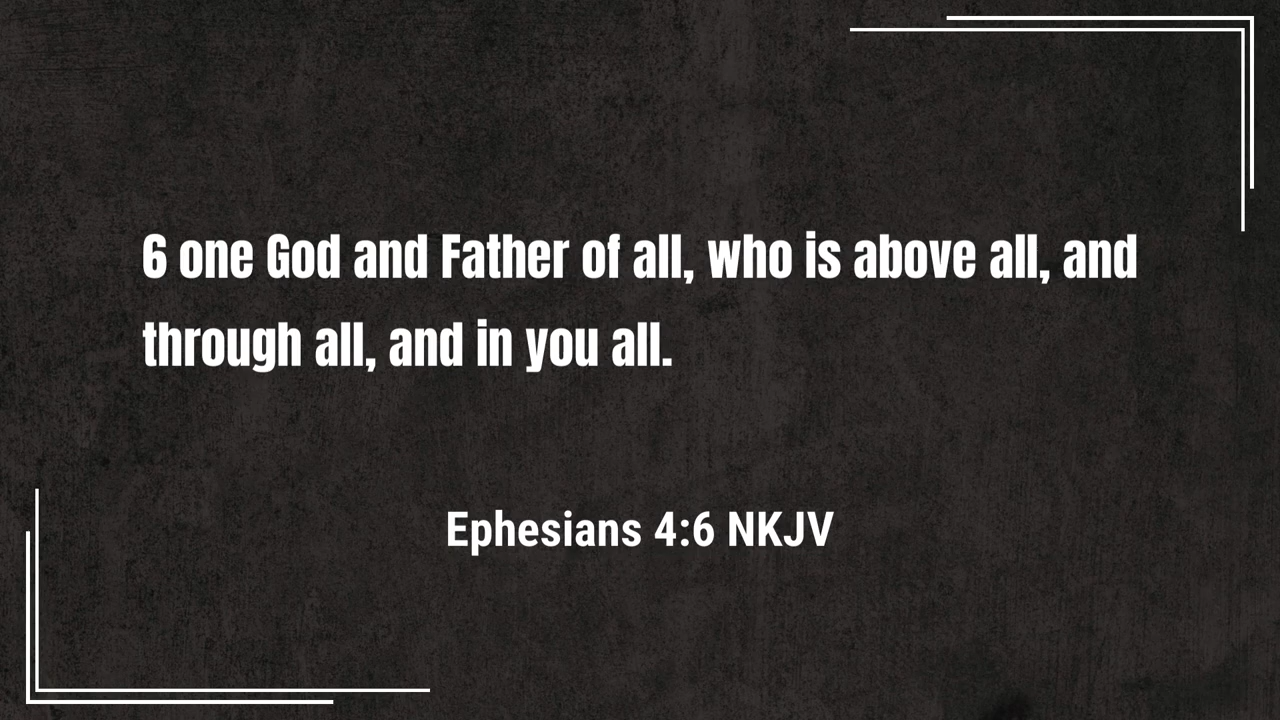 6 one God and Father of all, who is above all, and
through all, and in you all.
Ephesians 4:6 NKJV